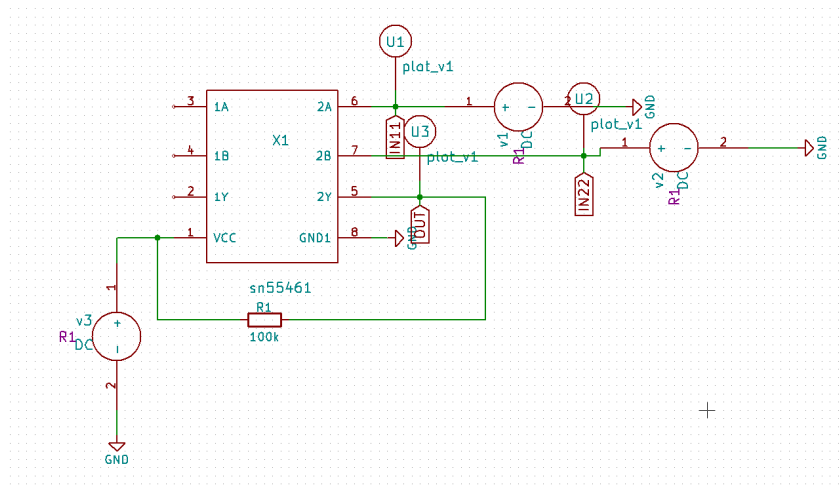 U1
plot_v1
3 1A 2A 6
1 + − 2
U2
GND
IN11
U3
v1
DC
R1
plot_v1
X1
plot_v1
4 1B 2B 7
1 + − 2
GND
v2
DC
R1
IN22
2 1Y 2Y 5
OUT
1 VCC GND1 8
GND
sn55461
R1
100k
1
v3
R1
DC
+
−
2
GND